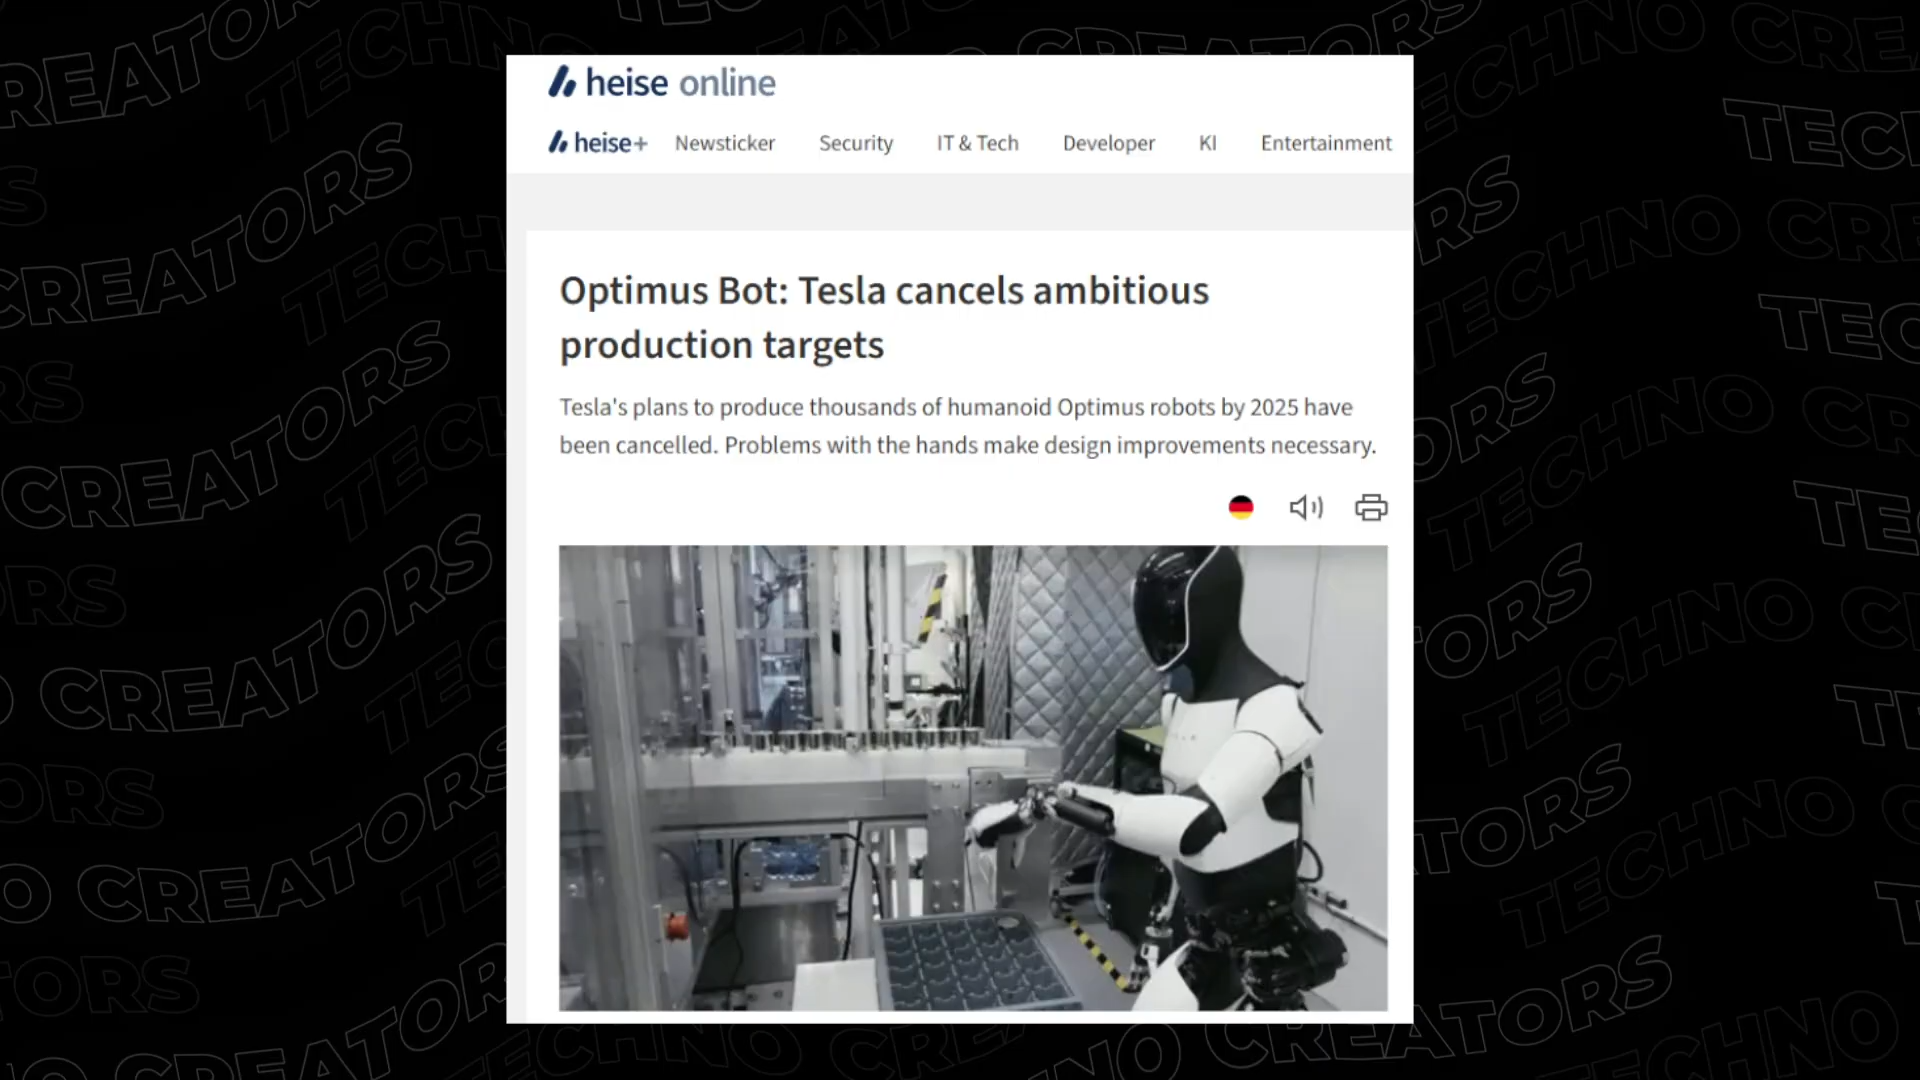 heise online
heise+ Newsticker Security IT & Tech Developer KI Entertainment
Optimus Bot: Tesla cancels ambitious
production targets
Tesla's plans to produce thousands of humanoid Optimus robots by 2025 have
been cancelled. Problems with the hands make design improvements necessary.
TECHNO CREATORS